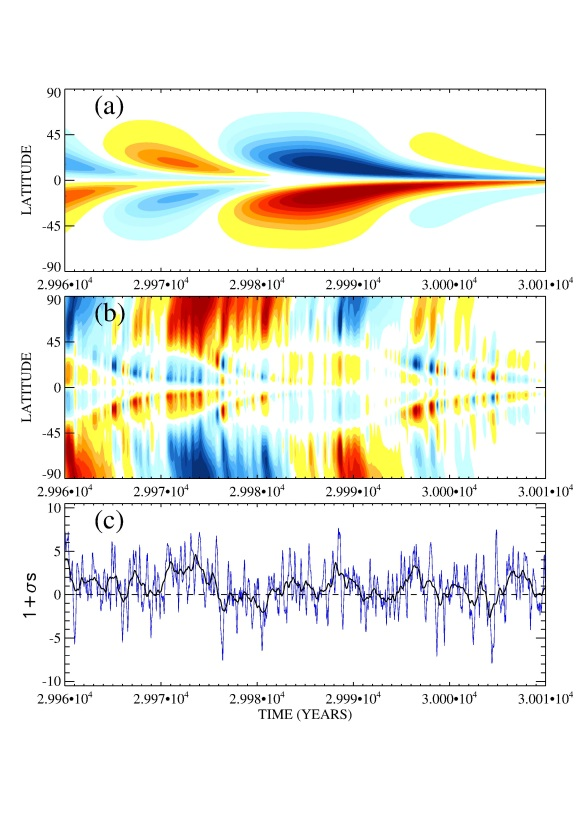 (a)
90
45
0
-45
-90
LATITUDE
2.996•10⁴ 2.997•10⁴ 2.998•10⁴ 2.999•10⁴ 3.000•10⁴ 3.001•10⁴
(b)
90
45
0
-45
-90
LATITUDE
2.996•10⁴ 2.997•10⁴ 2.998•10⁴ 2.999•10⁴ 3.000•10⁴ 3.001•10⁴
(c)
10
5
0
-5
-10
1+σs
2.996•10⁴ 2.997•10⁴ 2.998•10⁴ 2.999•10⁴ 3.000•10⁴ 3.001•10⁴
TIME (YEARS)